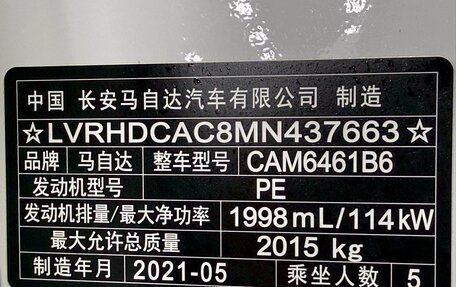 中国 长安马自达汽车有限公司 制造
☆LVRHDCAC8MN437663☆
品牌 马自达 整车型号 CAM6461B6
发动机型号 PE
发动机排量/最大净功率 1998mL/114kW
最大允许总质量 2015 kg
制造年月 2021-05 乘坐人数 5